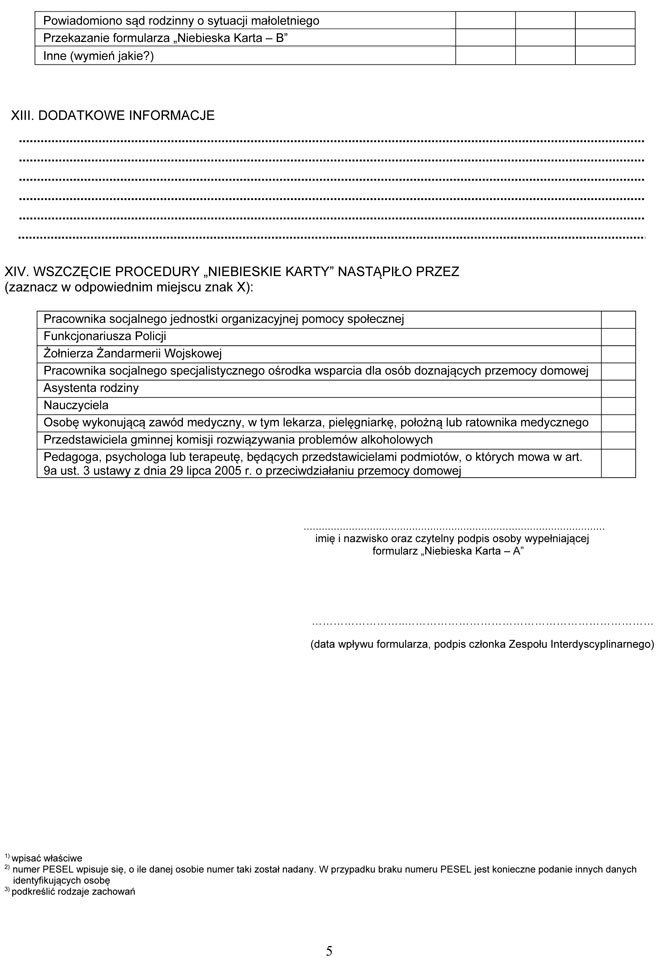 Powiadomiono sąd rodzinny o sytuacji małoletniego
Przekazanie formularza „Niebieska Karta – B”
Inne (wymień jakie?)
XIII. DODATKOWE INFORMACJE
XIV. WSZCZĘCIE PROCEDURY „NIEBIESKIE KARTY” NASTĄPIŁO PRZEZ
(zaznacz w odpowiednim miejscu znak X):
Pracownika socjalnego jednostki organizacyjnej pomocy społecznej
Funkcjonariusza Policji
Żołnierza Żandarmerii Wojskowej
Pracownika socjalnego specjalistycznego ośrodka wsparcia dla osób doznających przemocy domowej
Asystenta rodziny
Nauczyciela
Osobę wykonującą zawód medyczny, w tym lekarza, pielęgniarkę, położną lub ratownika medycznego
Przedstawiciela gminnej komisji rozwiązywania problemów alkoholowych
Pedagoga, psychologa lub terapeutę, będących przedstawicielami podmiotów, o których mowa w art.
9a ust. 3 ustawy z dnia 29 lipca 2005 r. o przeciwdziałaniu przemocy domowej
imię i nazwisko oraz czytelny podpis osoby wypełniającej
formularz „Niebieska Karta – A”
(data wpływu formularza, podpis członka Zespołu Interdyscyplinarnego)
1) wpisać właściwe
2) numer PESEL wpisuje się, o ile danej osobie numer taki został nadany. W przypadku braku numeru PESEL jest konieczne podanie innych danych
identyfikujących osobę
3) podkreślić rodzaje zachowań
5